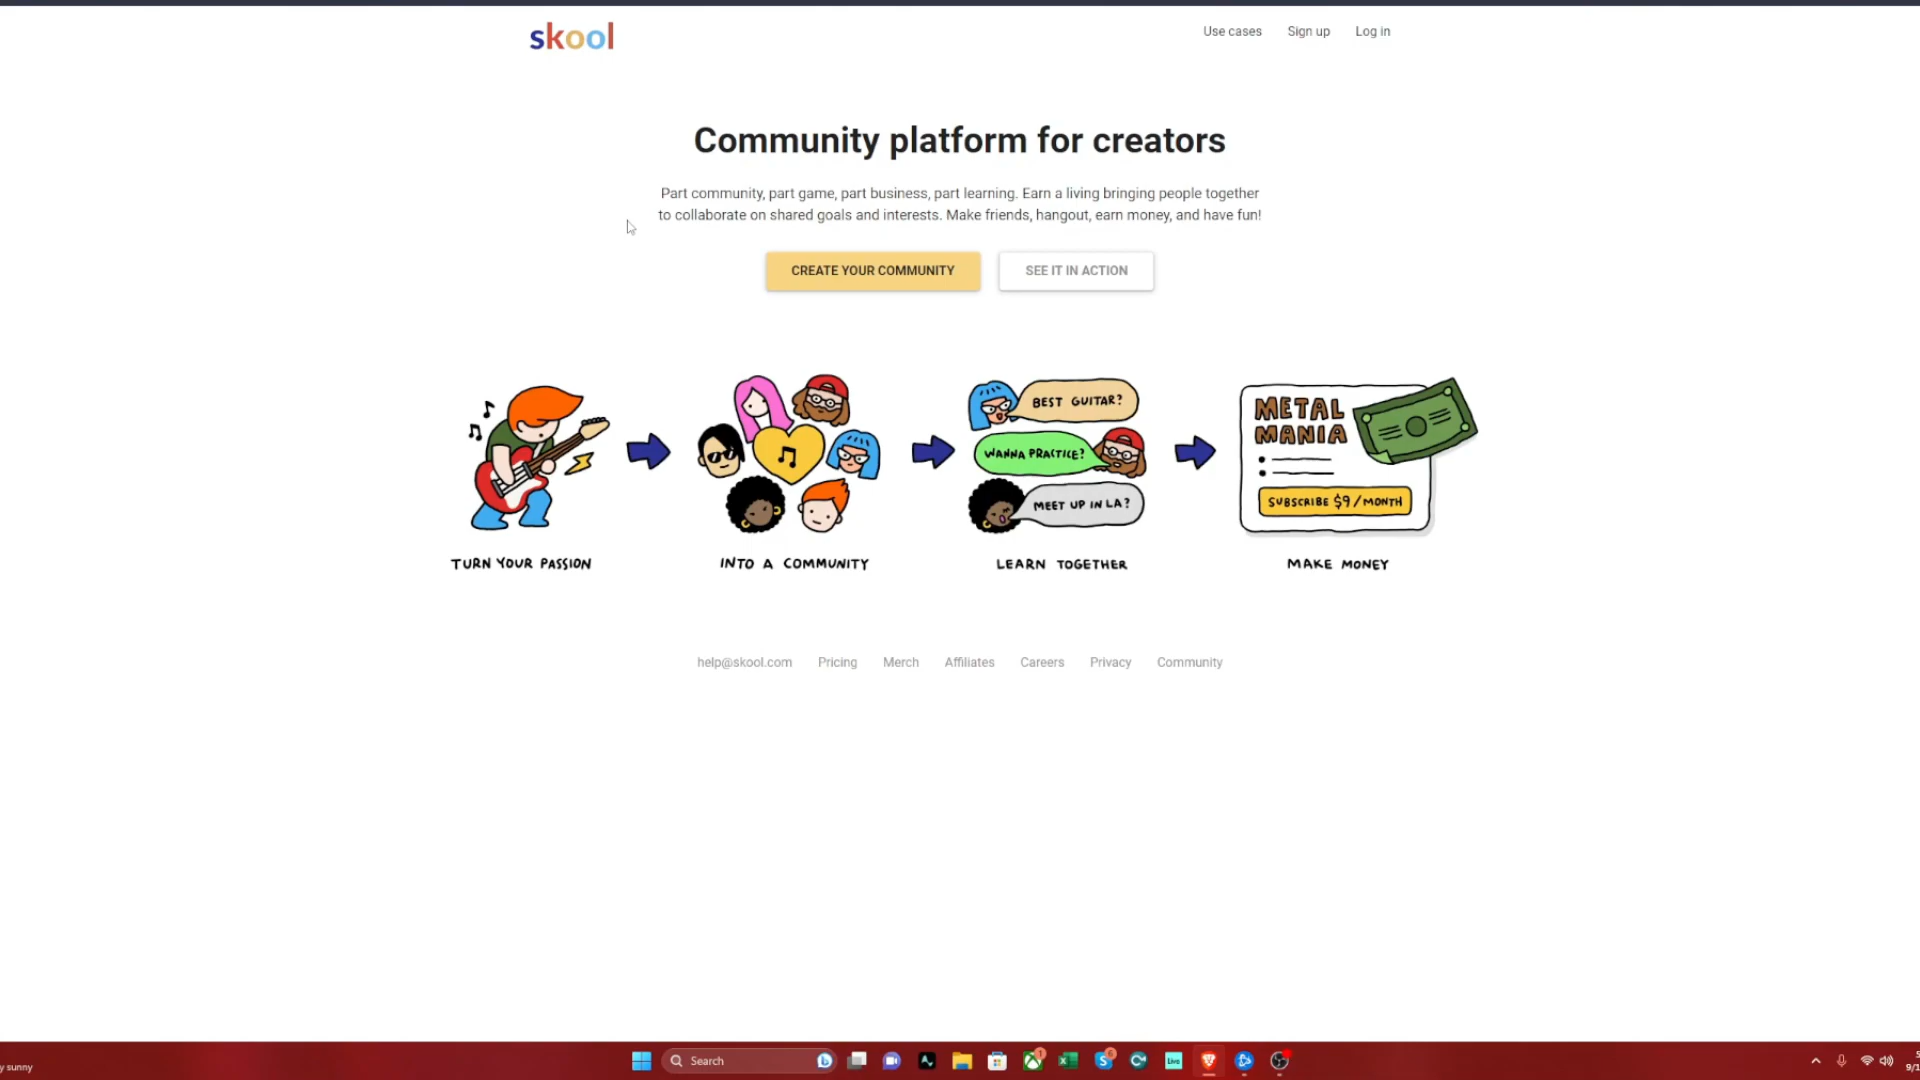 skool
Use cases
Sign up
Log in
Community platform for creators
Part community, part game, part business, part learning. Earn a living bringing people together
to collaborate on shared goals and interests. Make friends, hangout, earn money, and have fun!
CREATE YOUR COMMUNITY
SEE IT IN ACTION
BEST GUITAR?
WANNA PRACTICE?
MEET UP IN LA?
METAL
MANIA
SUBSCRIBE $9/MONTH
TURN YOUR PASSION
INTO A COMMUNITY
LEARN TOGETHER
MAKE MONEY
help@skool.com
Pricing
Merch
Affiliates
Careers
Privacy
Community
y sunny
Search
Live